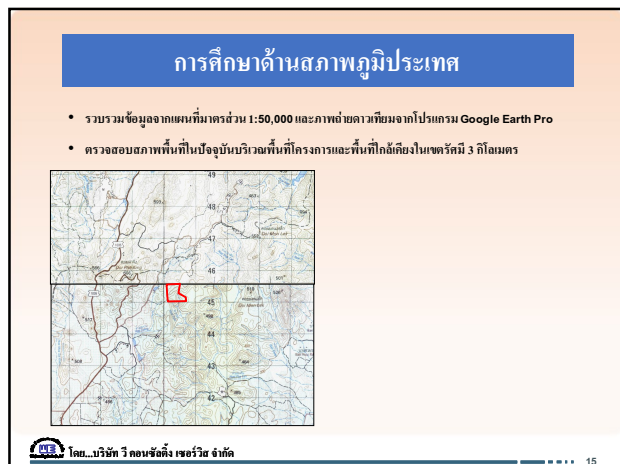 การศึกษาด้านสภาพภูมิประเทศ
• รวบรวมข้อมูลจากแผนที่มาตรส่วน 1:50,000 และภาพถ่ายดาวเทียมจากโปรแกรม Google Earth Pro
• ตรวจสอบสภาพพื้นที่ในปัจจุบันบริเวณพื้นที่โครงการและพื้นที่ใกล้เคียงในเขตรัศมี 3 กิโลเมตร
49
48
47
46
45
44
43
42
โดย...บริษัท วี คอนซัลติ้ง เซอร์วิส จำกัด
15